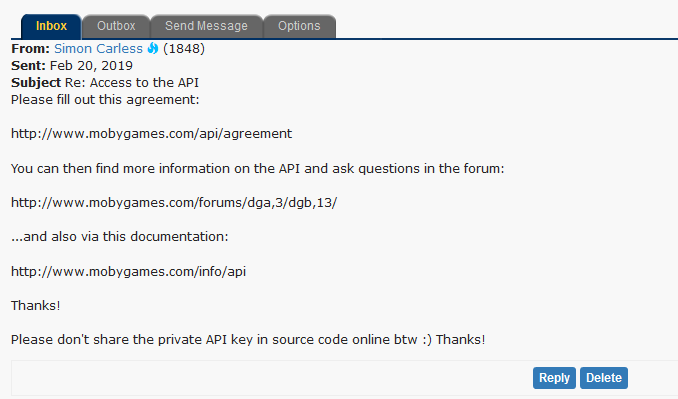 Inbox Outbox Send Message Options
From: Simon Carless (1848)
Sent: Feb 20, 2019
Subject Re: Access to the API
Please fill out this agreement:
http://www.mobygames.com/api/agreement
You can then find more information on the API and ask questions in the forum:
http://www.mobygames.com/forums/dga,3/dgb,13/
...and also via this documentation:
http://www.mobygames.com/info/api
Thanks!
Please don't share the private API key in source code online btw :) Thanks!
Reply Delete